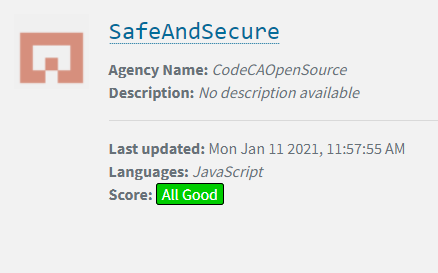 SafeAndSecure
Agency Name: CodeCAOpenSource
Description: No description available
Last updated: Mon Jan 11 2021, 11:57:55 AM
Languages: JavaScript
Score: All Good